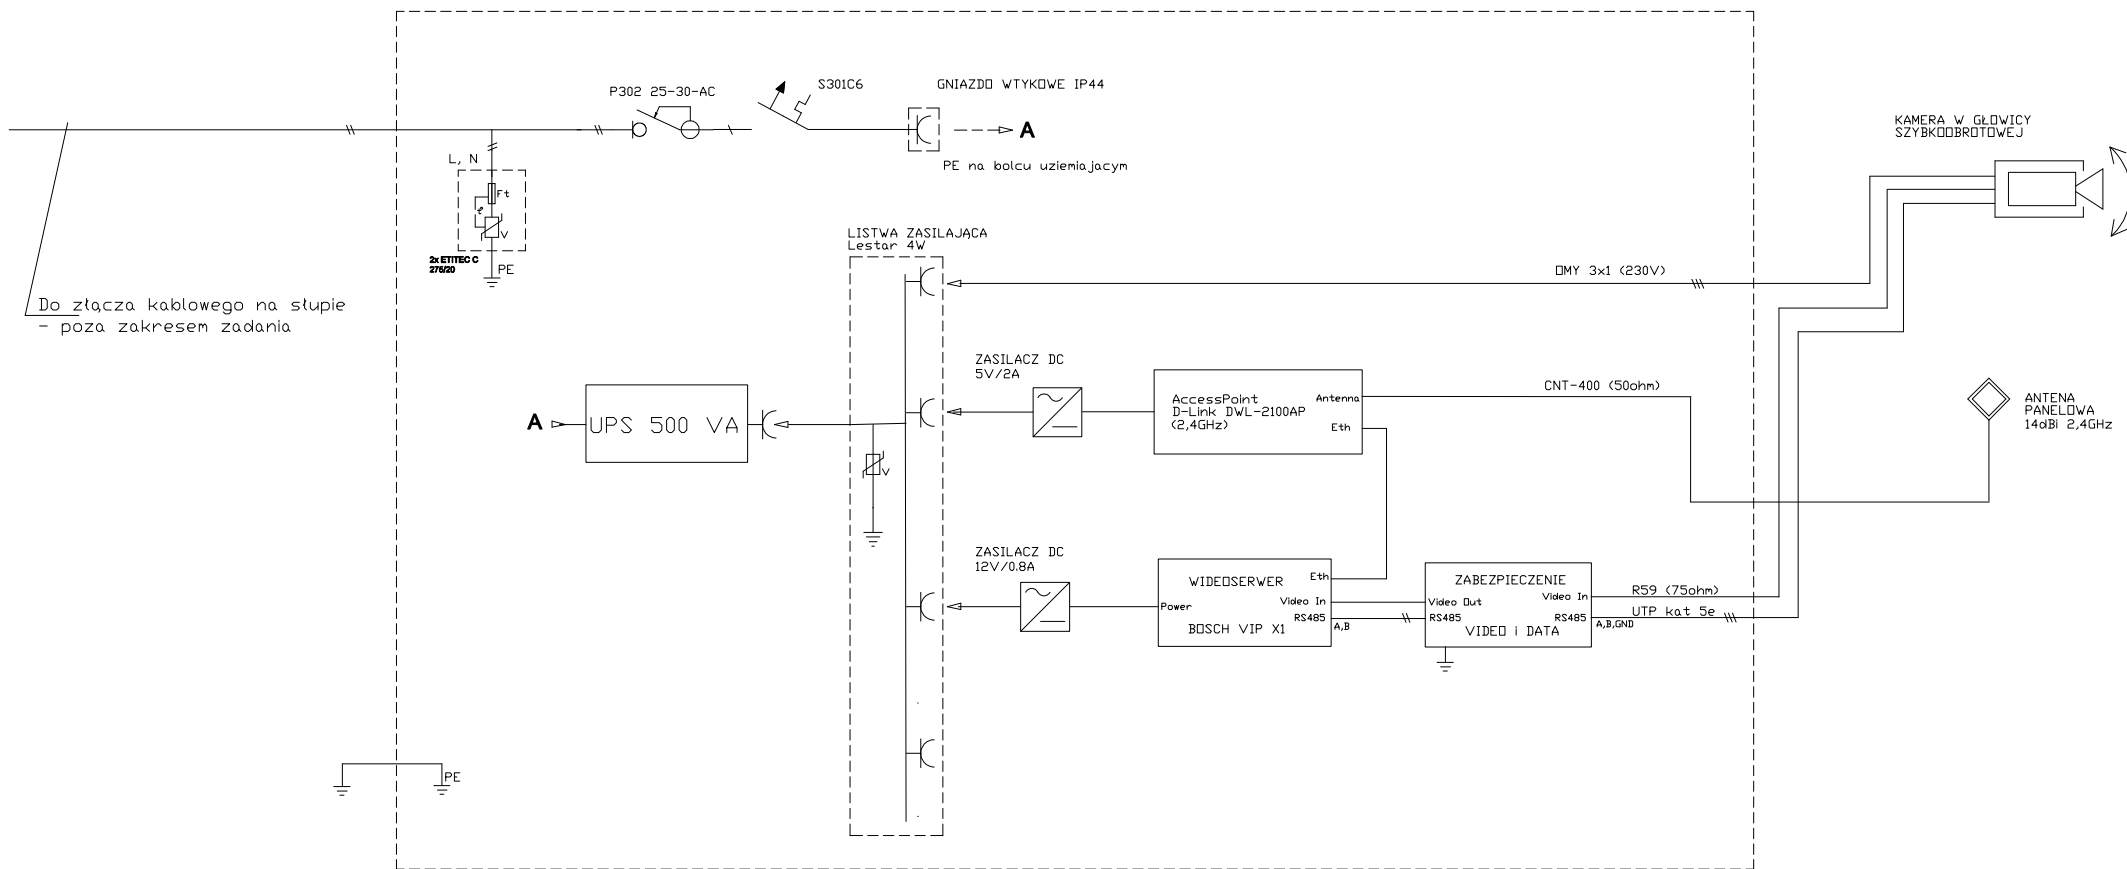 P302 25-30-AC
S301C6
GNIAZDO WTYKOWE IP44
A
PE na bolcu uziemiajacym
L, N
Ft
V
2x ETITEC C
275/20
PE
Do złącza kablowego na słupie
- poza zakresem zadania
KAMERA W GŁOWICY
SZYBKOOBROTOWEJ
LISTWA ZASILAJĄCA
Lestar 4W
OMY 3x1 (230V)
ZASILACZ DC
5V/2A
AccessPoint
D-Link DWL-2100AP
(2,4GHz)
Antenna
Eth
CNT-400 (50ohm)
ANTENA
PANELOWA
14dBi 2,4GHz
A
UPS 500 VA
V
ZASILACZ DC
12V/0.8A
WIDEOSERWER
Eth
Video In
Power
RS485
BOSCH VIP X1
A,B
ZABEZPIECZENIE
Video In
Video Out
RS485
RS485
VIDEO i DATA
R59 (75ohm)
UTP kat 5e
A,B,GND
PE